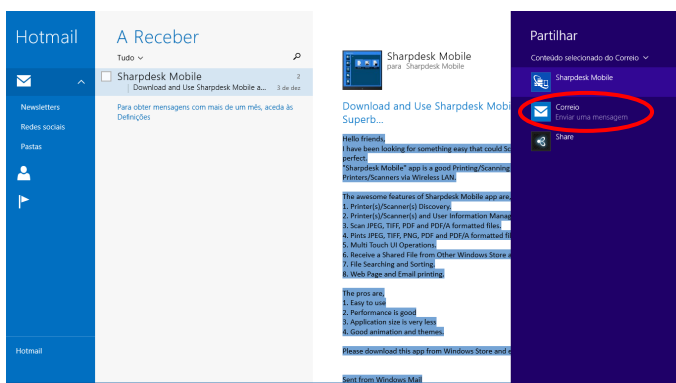 Hotmail
Newsletters
Redes sociais
Pastas
Hotmail
A Receber
Tudo
Sharpdesk Mobile 2
Download and Use Sharpdesk Mobile a... 3 de dez
Para obter mensagens com mais de um mês, aceda às
Definições
Sharpdesk Mobile
para Sharpdesk Mobile
Download and Use Sharpdesk Mobi
Superb...
Hello friends,
I have been looking for something easy that could Sc
perfect.
"Sharpdesk Mobile" app is a good Printing/Scanning
Printers/Scanners via Wireless LAN.
The awesome features of Sharpdesk Mobile app are,
1. Printer(s)/Scanner(s) Discovery.
2. Printer(s)/Scanner(s) and User Information Manag
3. Scan JPEG, TIFF, PDF and PDF/A formatted files.
4. Pints JPEG, TIFF, PNG, PDF and PDF/A formatted fil
5. Multi Touch UI Operations.
6. Receive a Shared File from Other Windows Store a
7. File Searching and Sorting.
8. Web Page and Email printing.
The pros are,
1. Easy to use
2. Performance is good
3. Application size is very less
4. Good animation and themes.
Please download this app from Windows Store and e
Sent from Windows Mail
Partilhar
Conteúdo selecionado do Correio
Sharpdesk Mobile
Correio
Enviar uma mensagem
Share